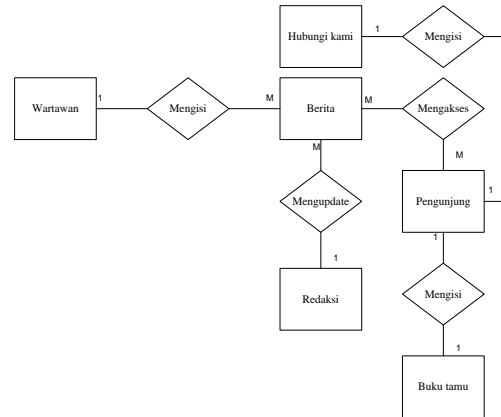 Hubungi kami
1
Mengisi
Wartawan
1
Mengisi
M
Berita
M
Mengakses
M
M
Mengupdate
Pengunjung
1
1
1
Redaksi
Mengisi
1
Buku tamu